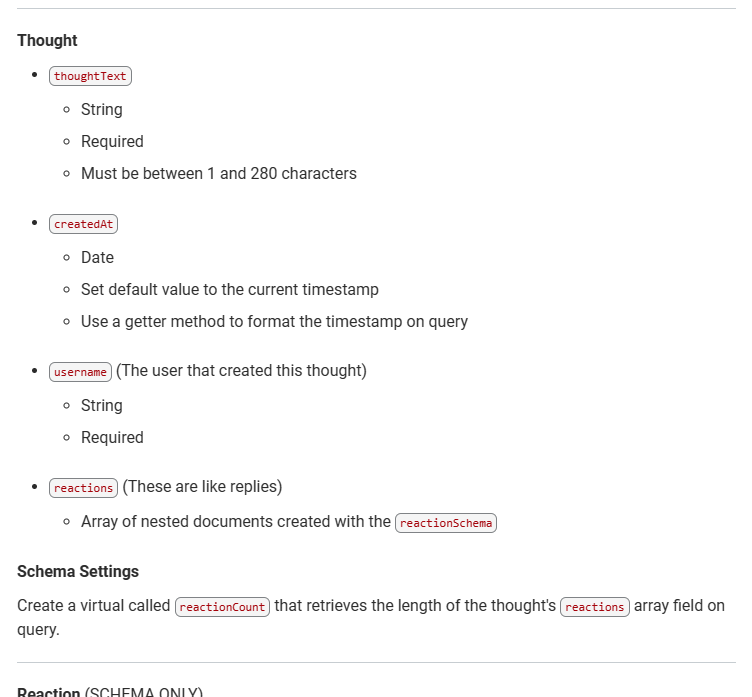 Thought
thoughtText
String
Required
Must be between 1 and 280 characters
createdAt
Date
Set default value to the current timestamp
Use a getter method to format the timestamp on query
username (The user that created this thought)
String
Required
reactions (These are like replies)
Array of nested documents created with the reactionSchema
Schema Settings
Create a virtual called reactionCount that retrieves the length of the thought's reactions array field on
query.
Reaction (SCHEMA ONLY)